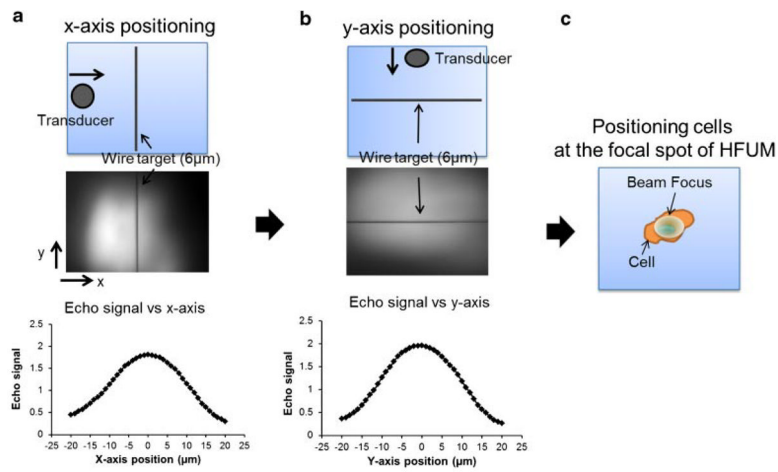 a
x-axis positioning
Transducer
Wire target (6μm)
y
x
Echo signal vs x-axis
2.5
2
1.5
1
0.5
0
Echo signal
-25 -20 -15 -10 -5 0 5 10 15 20 25
X-axis position (μm)
b
y-axis positioning
Transducer
Wire target (6μm)
Echo signal vs y-axis
2.5
2
1.5
1
0.5
0
Echo signal
-25 -20 -15 -10 -5 0 5 10 15 20 25
Y-axis position (μm)
c
Positioning cells
at the focal spot of HFUM
Beam Focus
Cell